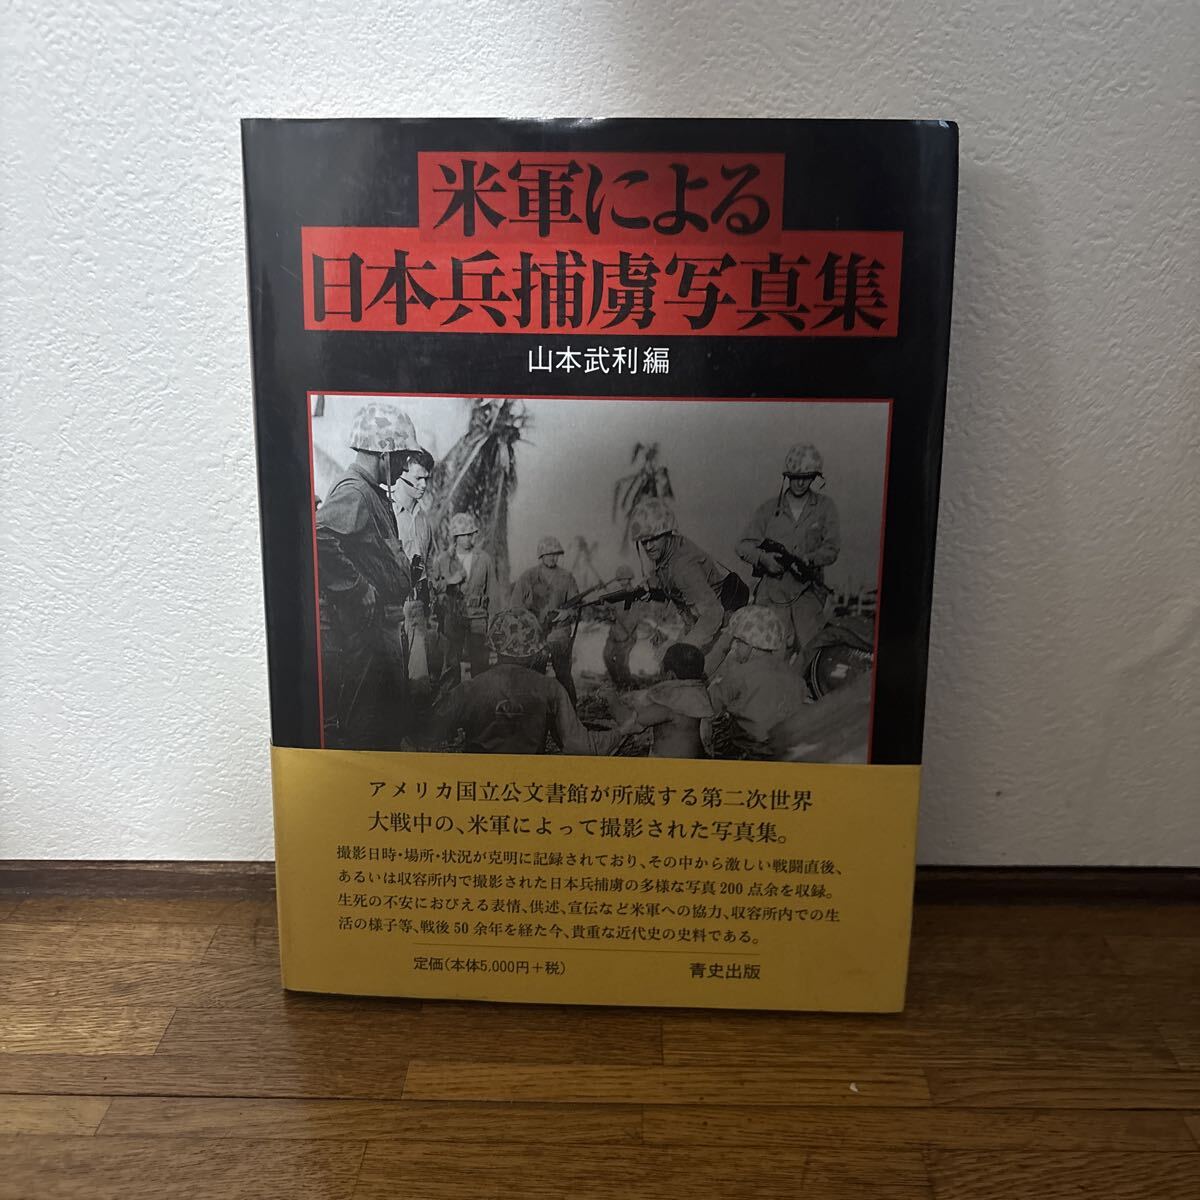 米軍による
日本兵捕虜写真集
山本武利編
アメリカ国立公文書館が所蔵する第二次世界
大戦中の、米軍によって撮影された写真集。
撮影日時・場所・状況が克明に記録されており、その中から激しい戦闘直後、
あるいは収容所内で撮影された日本兵捕虜の多様な写真200点余を収録。
生死の不安におびえる表情、供述、宣伝など米軍への協力、収容所内での生
活の様子等、戦後50余年を経た今、貴重な近代史の史料である。
定価(本体5,000円+税) 青史出版